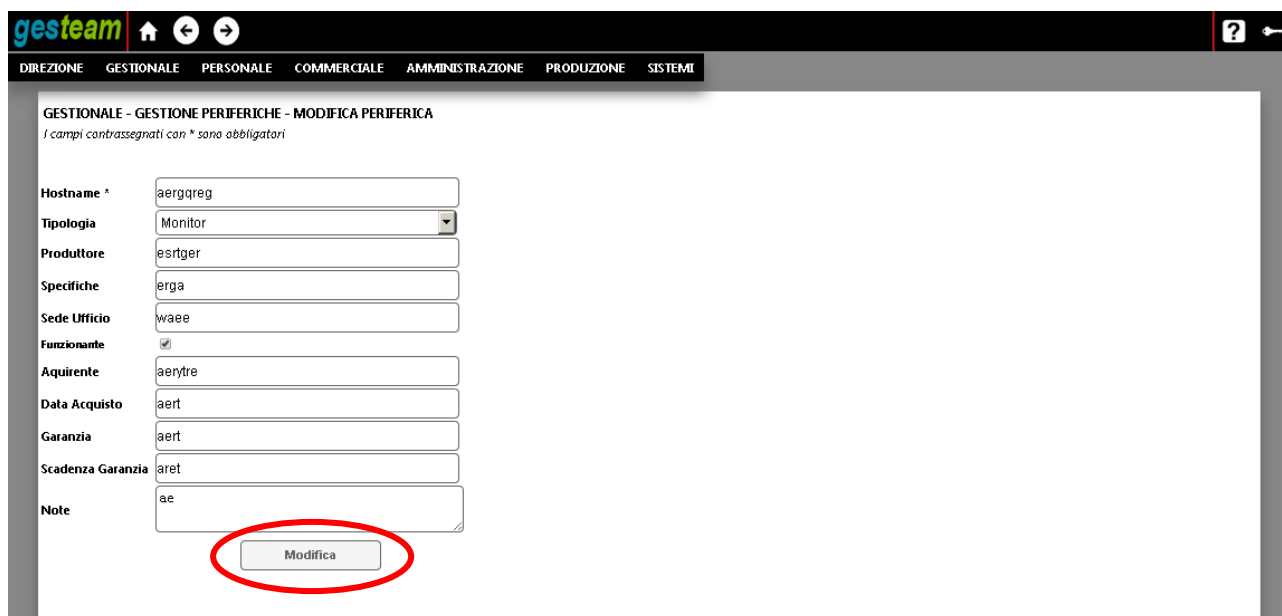 gesteam
?
DIREZIONE GESTIONALE PERSONALE COMMERCIALE AMMINISTRAZIONE PRODUZIONE SISTEMI
GESTIONALE - GESTIONE PERIFERICHE - MODIFICA PERIFERICA
I campi contrassegnati con * sono obbligatori
Hostname * aergqreg
Tipologia Monitor
Produttore esrtger
Specifiche erga
Sede Ufficio waee
Funzionante
Aquirente aerytre
Data Acquisto aert
Garanzia aert
Scadenza Garanzia aret
Note ae
Modifica